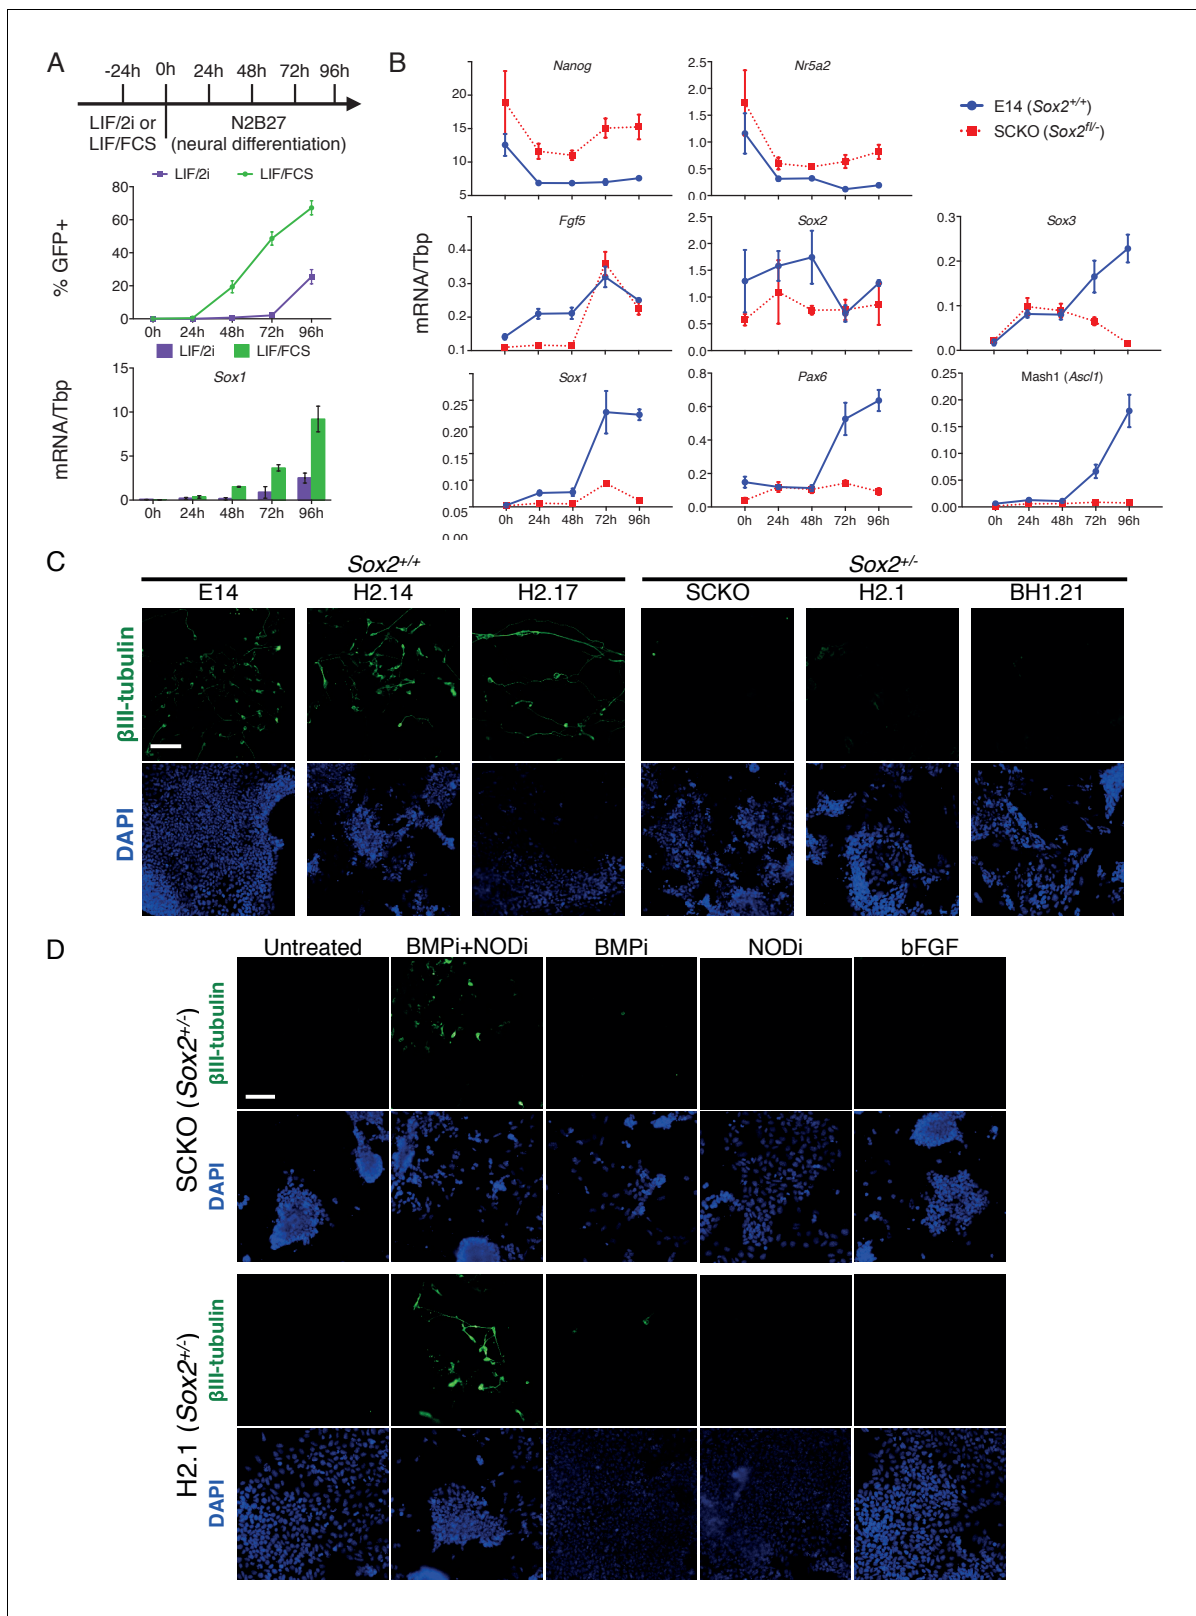 A
-24h 0h 24h 48h 72h 96h
LIF/2i or
LIF/FCS
N2B27
(neural differentiation)
LIF/2i LIF/FCS
% GFP+
80
60
40
20
0
0h 24h 48h 72h 96h
LIF/2i LIF/FCS
Sox1
mRNA/Tbp
15
10
5
0
0h 24h 48h 72h 96h
B
mRNA/Tbp
Nanog
20
15
10
5
Nr5a2
2.5
2.0
1.5
1.0
0.5
0.0
E14 (Sox2+/+)
SCKO (Sox2fl/-)
Fgf5
0.4
0.3
0.2
0.1
Sox2
2.5
2.0
1.5
1.0
0.5
0.0
Sox3
0.3
0.2
0.1
0.0
Sox1
0.25
0.20
0.15
0.10
0.05
0.00
0h 24h 48h 72h 96h
Pax6
0.8
0.6
0.4
0.2
0.0
0h 24h 48h 72h 96h
Mash1 (Ascl1)
0.25
0.20
0.15
0.10
0.05
0.00
0h 24h 48h 72h 96h
C
Sox2+/+ Sox2+/-
E14 H2.14 H2.17 SCKO H2.1 BH1.21
βIII-tubulin
DAPI
D
Untreated BMPi+NODi BMPi NODi bFGF
SCKO (Sox2+/-)
βIII-tubulin
DAPI
H2.1 (Sox2+/-)
βIII-tubulin
DAPI